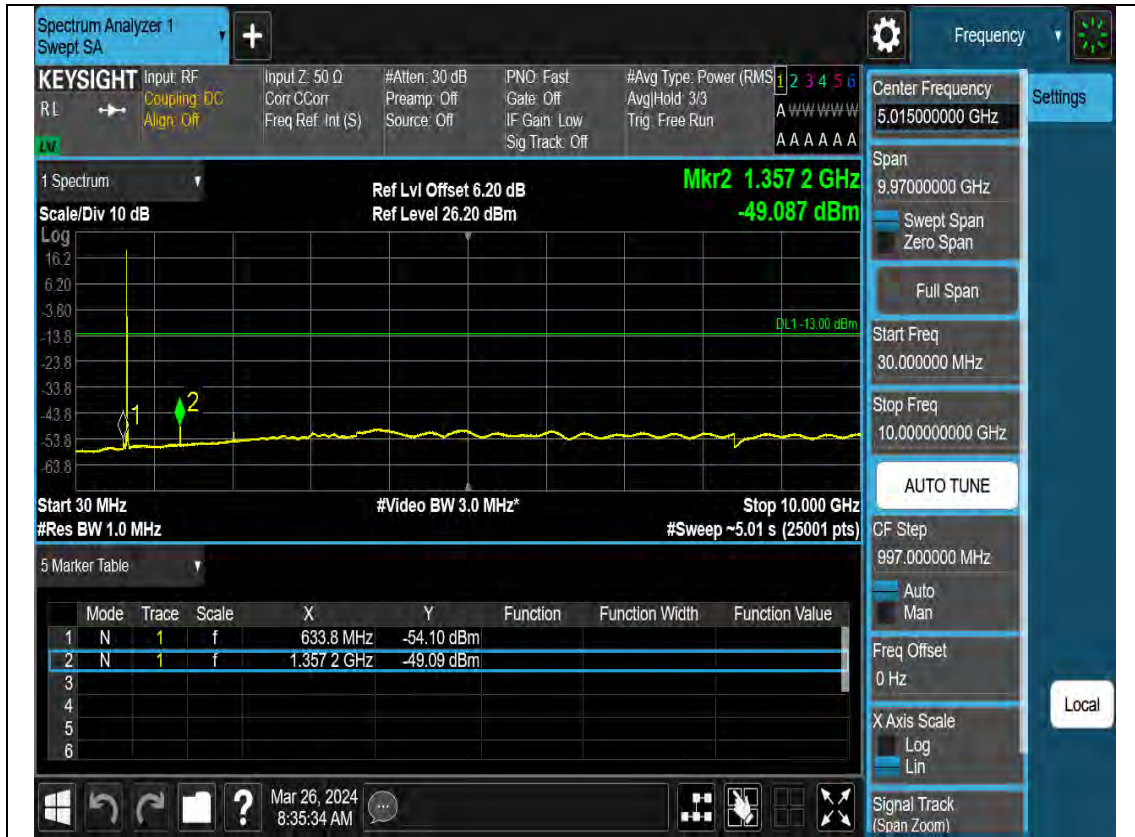 Spectrum Analyzer 1
Swept SA
Frequency
KEYSIGHT
RL
Input: RF
Coupling: DC
Align: Off
Input Z: 50 Ω
Corr CCorr
Freq Ref: Int (S)
#Atten: 30 dB
Preamp: Off
Source: Off
PNO: Fast
Gate: Off
IF Gain: Low
Sig Track: Off
#Avg Type: Power (RMS
Avg|Hold: 3/3
Trig: Free Run
1 2 3 4 5 6
A W W W W W
A A A A A A
1 Spectrum
Scale/Div 10 dB
Ref Lvl Offset 6.20 dB
Ref Level 26.20 dBm
Mkr2 1.357 2 GHz
-49.087 dBm
Log
16.2
6.20
-3.80
-13.8
-23.8
-33.8
-43.8
-53.8
-63.8
DL1 -13.00 dBm
1
2
Start 30 MHz
#Res BW 1.0 MHz
#Video BW 3.0 MHz*
Stop 10.000 GHz
#Sweep ~5.01 s (25001 pts)
5 Marker Table
Mode Trace Scale X Y Function Function Width Function Value
1 N 1 f 633.8 MHz -54.10 dBm
2 N 1 f 1.357 2 GHz -49.09 dBm
3
4
5
6
Mar 26, 2024
8:35:34 AM
Center Frequency
5.015000000 GHz
Settings
Span
9.97000000 GHz
Swept Span
Zero Span
Full Span
Start Freq
30.000000 MHz
Stop Freq
10.000000000 GHz
AUTO TUNE
CF Step
997.000000 MHz
Auto
Man
Freq Offset
0 Hz
Local
X Axis Scale
Log
Lin
Signal Track
(Span Zoom)